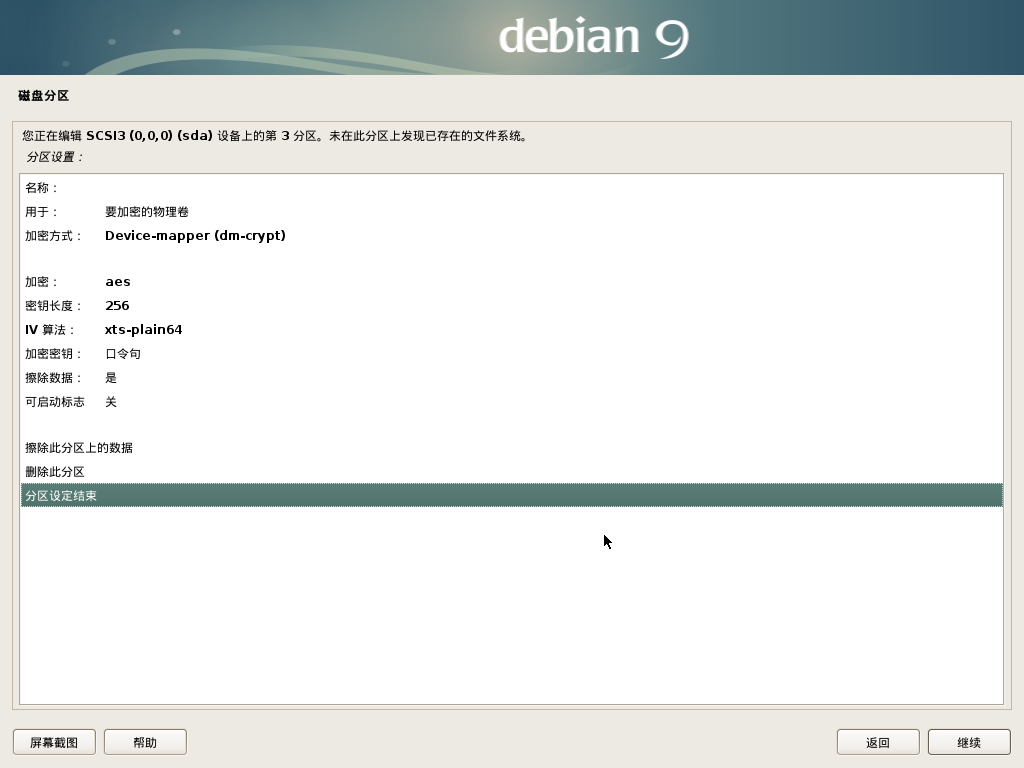 debian 9
磁盘分区
您正在编辑 SCSI3 (0,0,0) (sda) 设备上的第 3 分区。未在此分区上发现已存在的文件系统。
分区设置：
名称：
用于： 要加密的物理卷
加密方式： Device-mapper (dm-crypt)
加密： aes
密钥长度： 256
IV 算法： xts-plain64
加密密钥： 口令句
擦除数据： 是
可启动标志 关
擦除此分区上的数据
删除此分区
分区设定结束
屏幕截图 帮助 返回 继续